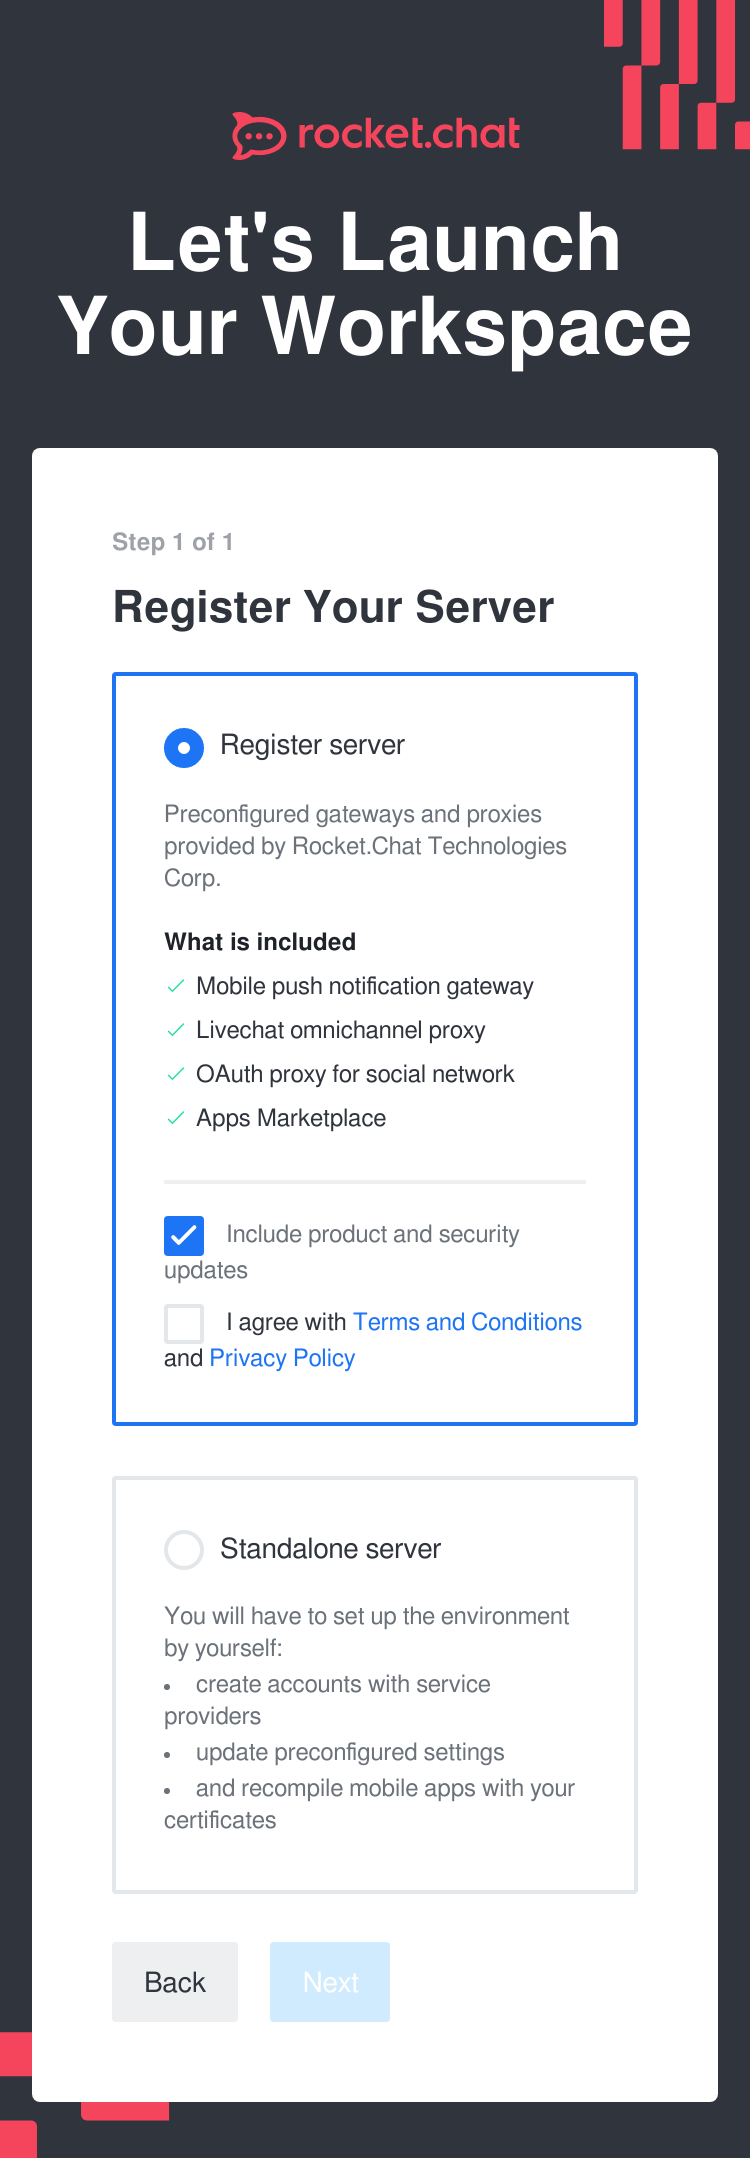 rocket.chat
Let's Launch
Your Workspace
Step 1 of 1
Register Your Server
Register server
Preconfigured gateways and proxies
provided by Rocket.Chat Technologies
Corp.
What is included
Mobile push notification gateway
Livechat omnichannel proxy
OAuth proxy for social network
Apps Marketplace
Include product and security
updates
I agree with Terms and Conditions
and Privacy Policy
Standalone server
You will have to set up the environment
by yourself:
• create accounts with service
providers
• update preconfigured settings
• and recompile mobile apps with your
certificates
Back
Next